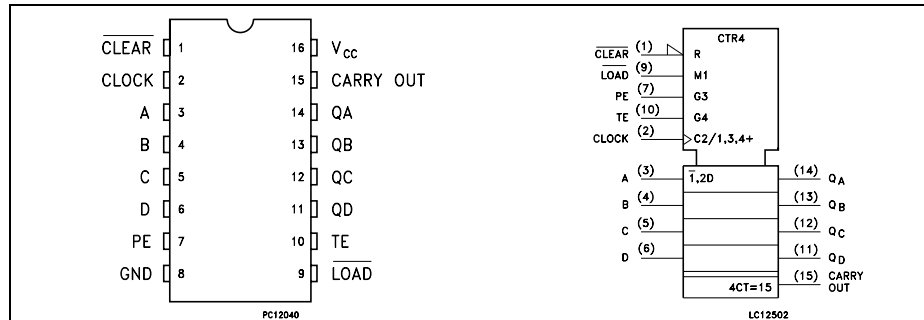 CLEAR 1 16 VCC
CLOCK 2 15 CARRY OUT
A 3 14 QA
B 4 13 QB
C 5 12 QC
D 6 11 QD
PE 7 10 TE
GND 8 9 LOAD
PC12040
CTR4
CLEAR (1) R
LOAD (9) M1
PE (7) G3
TE (10) G4
CLOCK (2) C2/1,3,4+
A (3) 1,2D (14) QA
B (4) (13) QB
C (5) (12) QC
D (6) (11) QD
4CT=15 (15) CARRY OUT
LC12502